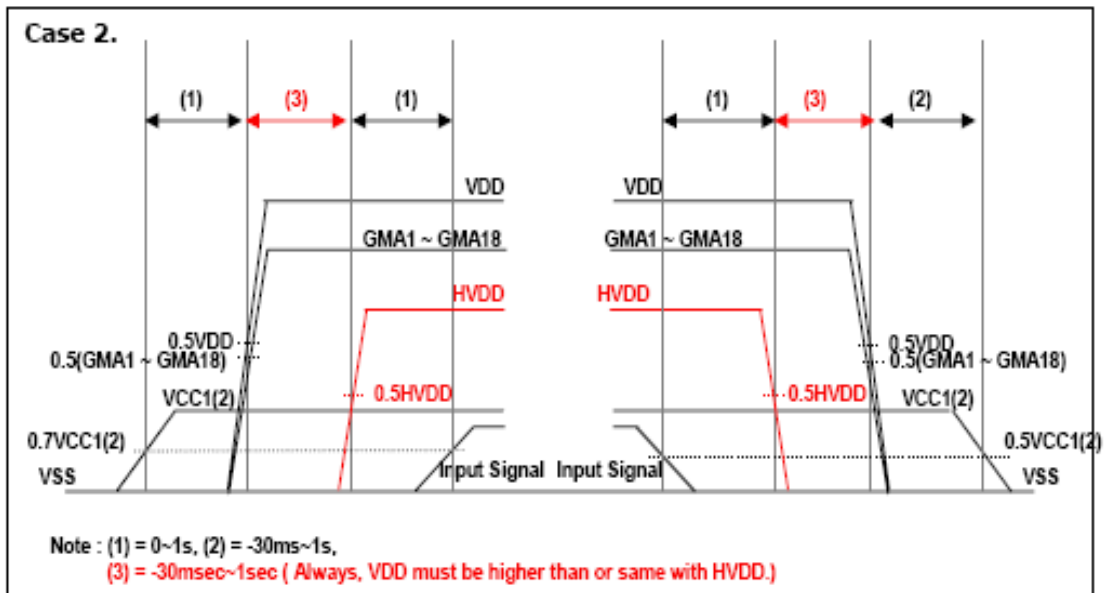 Case 2.
(1) (3) (1) (1) (3) (2)
VDD VDD
GMA1 ~ GMA18 GMA1 ~ GMA18
HVDD HVDD
0.5VDD 0.5VDD
0.5(GMA1 ~ GMA18) 0.5(GMA1 ~ GMA18)
VCC1(2) 0.5HVDD 0.5HVDD VCC1(2)
0.7VCC1(2) 0.5VCC1(2)
VSS Input Signal Input Signal VSS
Note : (1) = 0~1s, (2) = -30ms~1s,
(3) = -30msec~1sec ( Always, VDD must be higher than or same with HVDD.)